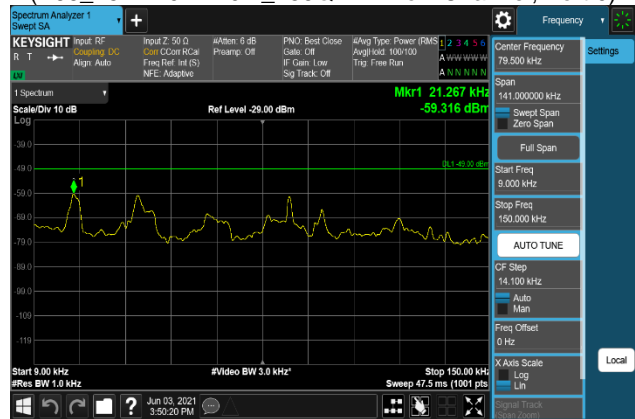 Spectrum Analyzer 1
Swept SA
Frequency
KEYSIGHT
R T
Input: RF
Coupling: DC
Align: Auto
Input Z: 50 Ω
Corr CCorr RCal
Freq Ref: Int (S)
NFE: Adaptive
#Atten: 6 dB
Preamp: Off
PNO: Best Close
Gate: Off
IF Gain: Low
Sig Track: Off
#Avg Type: Power (RMS
Avg|Hold: 100/100
Trig: Free Run
1 2 3 4 5 6
A W W W W W
A N N N N N
LW
1 Spectrum
Scale/Div 10 dB
Log
Ref Level -29.00 dBm
Mkr1 21.267 kHz
-59.316 dBm
-39.0
-49.0
DL1 -49.00 dBm
-59.0
1
-69.0
-79.0
-89.0
-99.0
-109
-119
Start 9.00 kHz
#Res BW 1.0 kHz
#Video BW 3.0 kHz*
Stop 150.00 kHz
Sweep 47.5 ms (1001 pts
Jun 03, 2021
3:50:20 PM
Center Frequency
79.500 kHz
Settings
Span
141.000000 kHz
Swept Span
Zero Span
Full Span
Start Freq
9.000 kHz
Stop Freq
150.000 kHz
AUTO TUNE
CF Step
14.100 kHz
Auto
Man
Freq Offset
0 Hz
X Axis Scale
Log
Lin
Local
Signal Track
(Span Zoom)